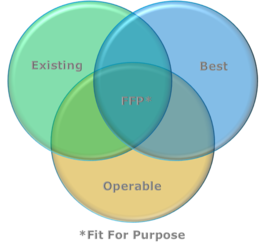 Existing Best
FFP*
Operable
*Fit For Purpose